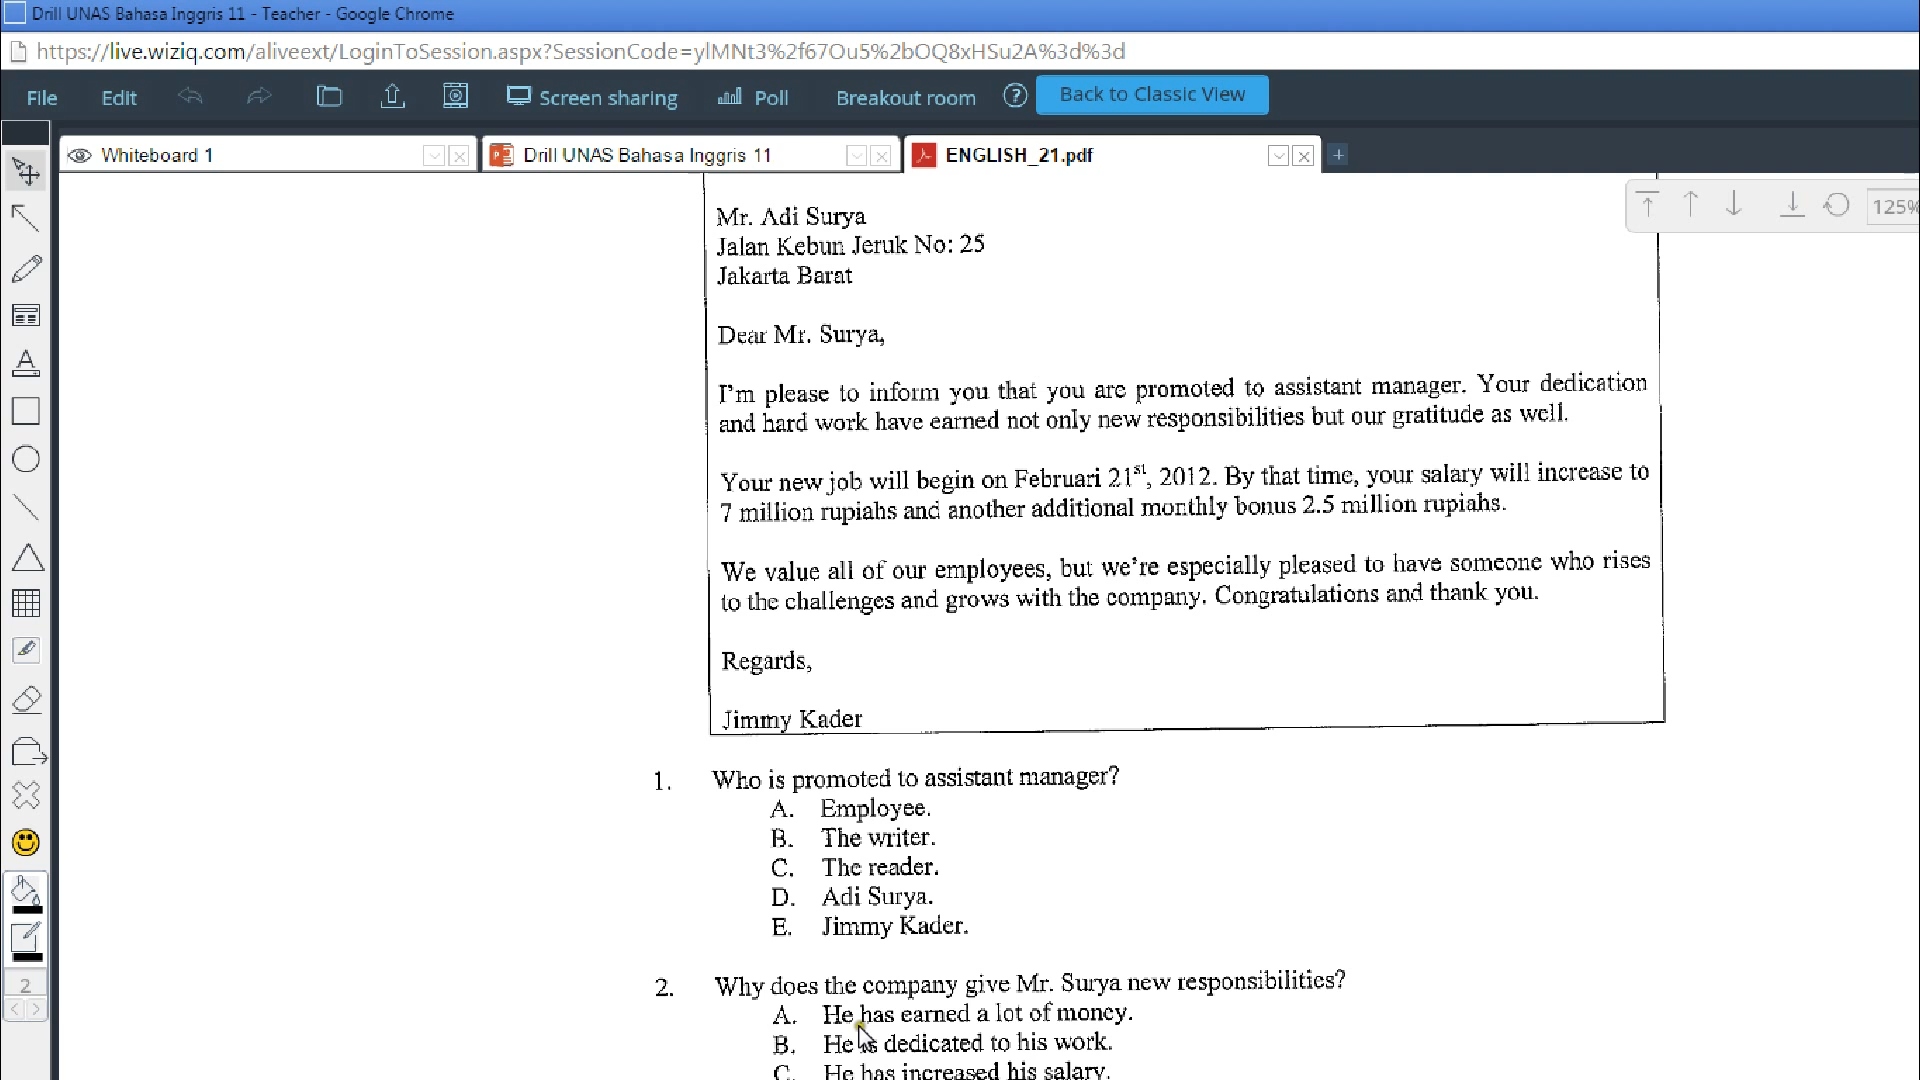 Drill UNAS Bahasa Inggris 11 - Teacher - Google Chrome
https://live.wiziq.com/aliveext/LoginToSession.aspx?SessionCode=ylMNt3%2f67Ou5%2bOQ8xHSu2A%3d%3d
File Edit Screen sharing Poll Breakout room ? Back to Classic View
Whiteboard 1 Drill UNAS Bahasa Inggris 11 ENGLISH_21.pdf +
125%
Mr. Adi Surya
Jalan Kebun Jeruk No: 25
Jakarta Barat
Dear Mr. Surya,
I'm please to inform you that you are promoted to assistant manager. Your dedication
and hard work have earned not only new responsibilities but our gratitude as well.
Your new job will begin on Februari 21st, 2012. By that time, your salary will increase to
7 million rupiahs and another additional monthly bonus 2.5 million rupiahs.
We value all of our employees, but we're especially pleased to have someone who rises
to the challenges and grows with the company. Congratulations and thank you.
Regards,
Jimmy Kader
1. Who is promoted to assistant manager?
A. Employee.
B. The writer.
C. The reader.
D. Adi Surya.
E. Jimmy Kader.
2. Why does the company give Mr. Surya new responsibilities?
A. He has earned a lot of money.
B. He is dedicated to his work.
C. He has increased his salary.
2